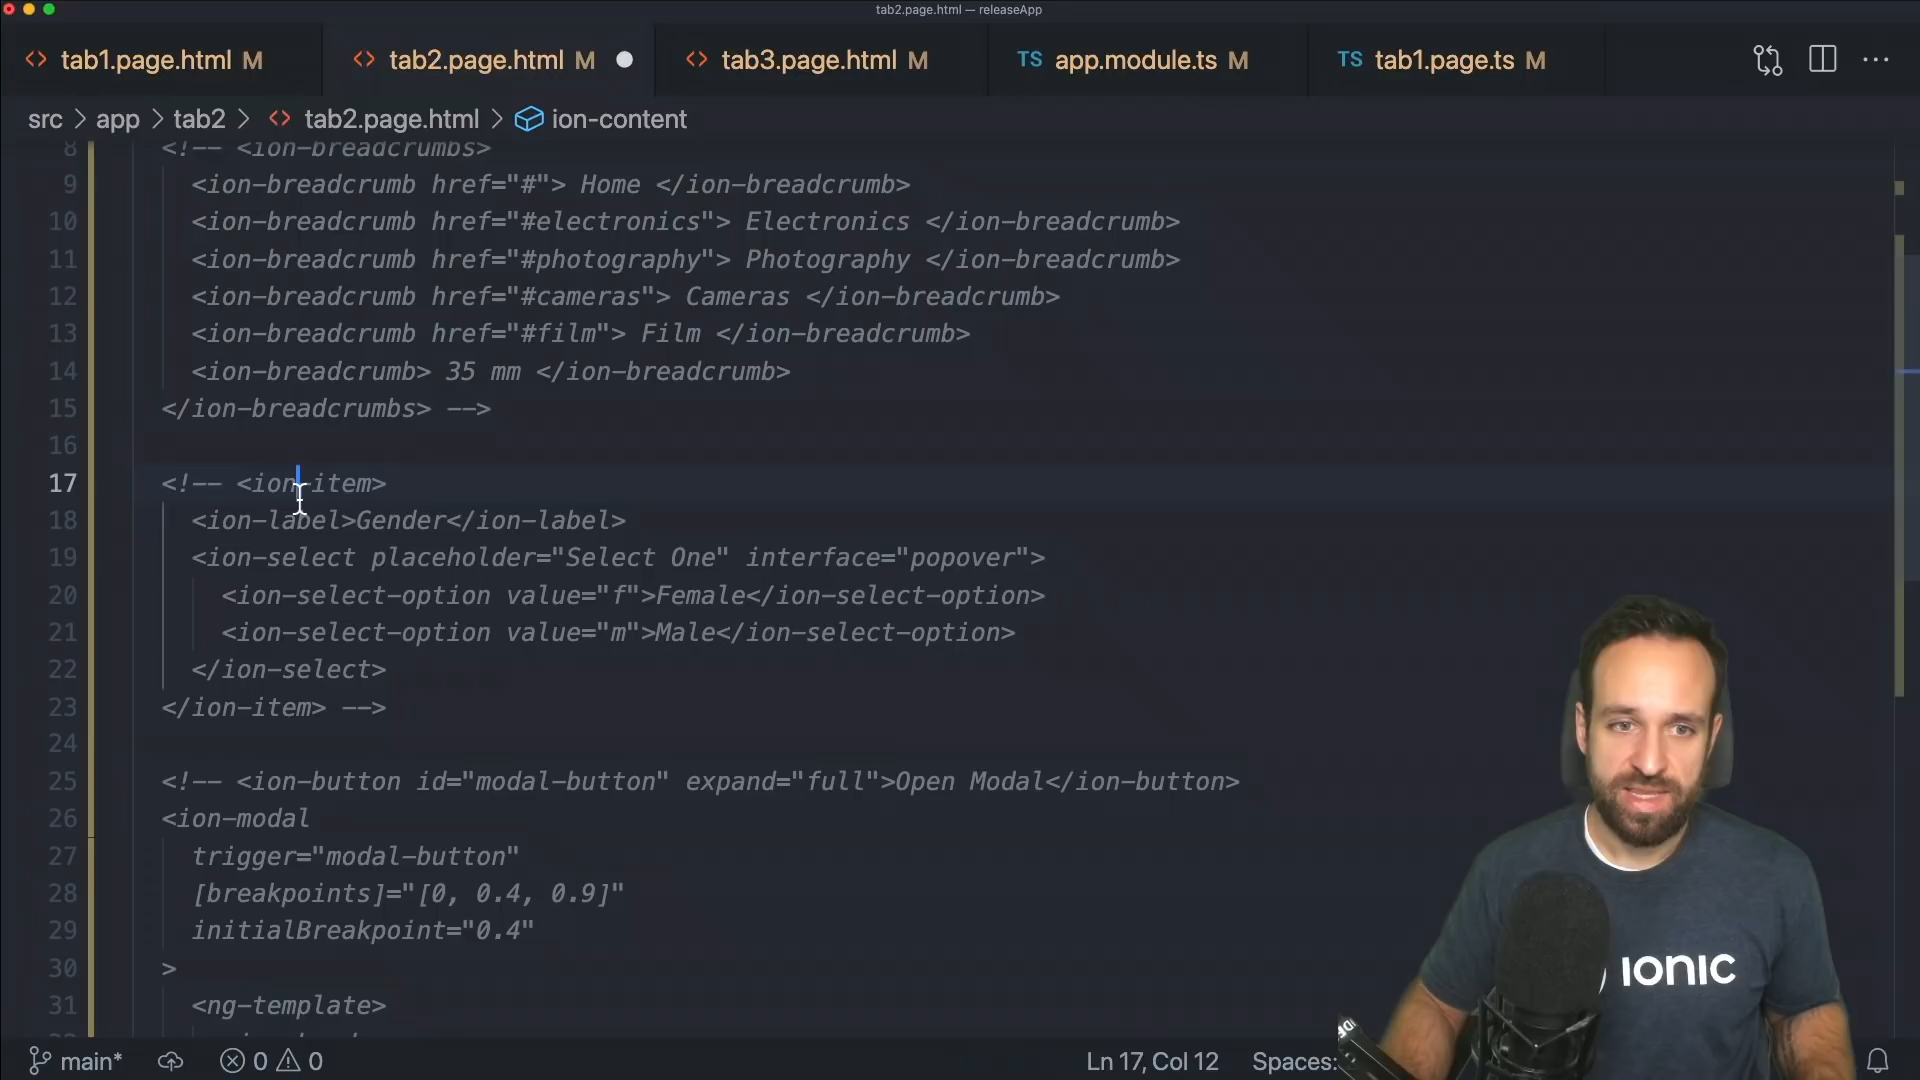 tab2.page.html — releaseApp
<> tab1.page.html M
<> tab2.page.html M
<> tab3.page.html M
TS app.module.ts M
TS tab1.page.ts M
src > app > tab2 > <> tab2.page.html > ion-content
8 <!-- <ion-breadcrumbs>
9 <ion-breadcrumb href="#"> Home </ion-breadcrumb>
10 <ion-breadcrumb href="#electronics"> Electronics </ion-breadcrumb>
11 <ion-breadcrumb href="#photography"> Photography </ion-breadcrumb>
12 <ion-breadcrumb href="#cameras"> Cameras </ion-breadcrumb>
13 <ion-breadcrumb href="#film"> Film </ion-breadcrumb>
14 <ion-breadcrumb> 35 mm </ion-breadcrumb>
15 </ion-breadcrumbs> -->
16
17 <!-- <ion-item>
18 <ion-label>Gender</ion-label>
19 <ion-select placeholder="Select One" interface="popover">
20 <ion-select-option value="f">Female</ion-select-option>
21 <ion-select-option value="m">Male</ion-select-option>
22 </ion-select>
23 </ion-item> -->
24
25 <!-- <ion-button id="modal-button" expand="full">Open Modal</ion-button>
26 <ion-modal
27 trigger="modal-button"
28 [breakpoints]="[0, 0.4, 0.9]"
29 initialBreakpoint="0.4"
30 >
31 <ng-template>
IONIC
main* 0 0 Ln 17, Col 12 Spaces: